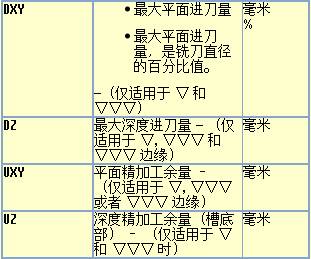 DXY
• 最大平面进刀量 毫米
• 最大平面进刀 %
量，是铣刀直径
的百分比值。
－（仅适用于 ▽ 和
▽▽▽）
DZ 最大深度进刀量 － （仅 毫米
适用于 ▽, ▽▽▽ 和
▽▽▽ 边缘）
UXY 平面精加工余量 － 毫米
（仅适用于 ▽, ▽▽▽
或者 ▽▽▽ 边缘）
UZ 深度精加工余量（槽底 毫米
部） － （仅适用于 ▽
和 ▽▽▽ 时）